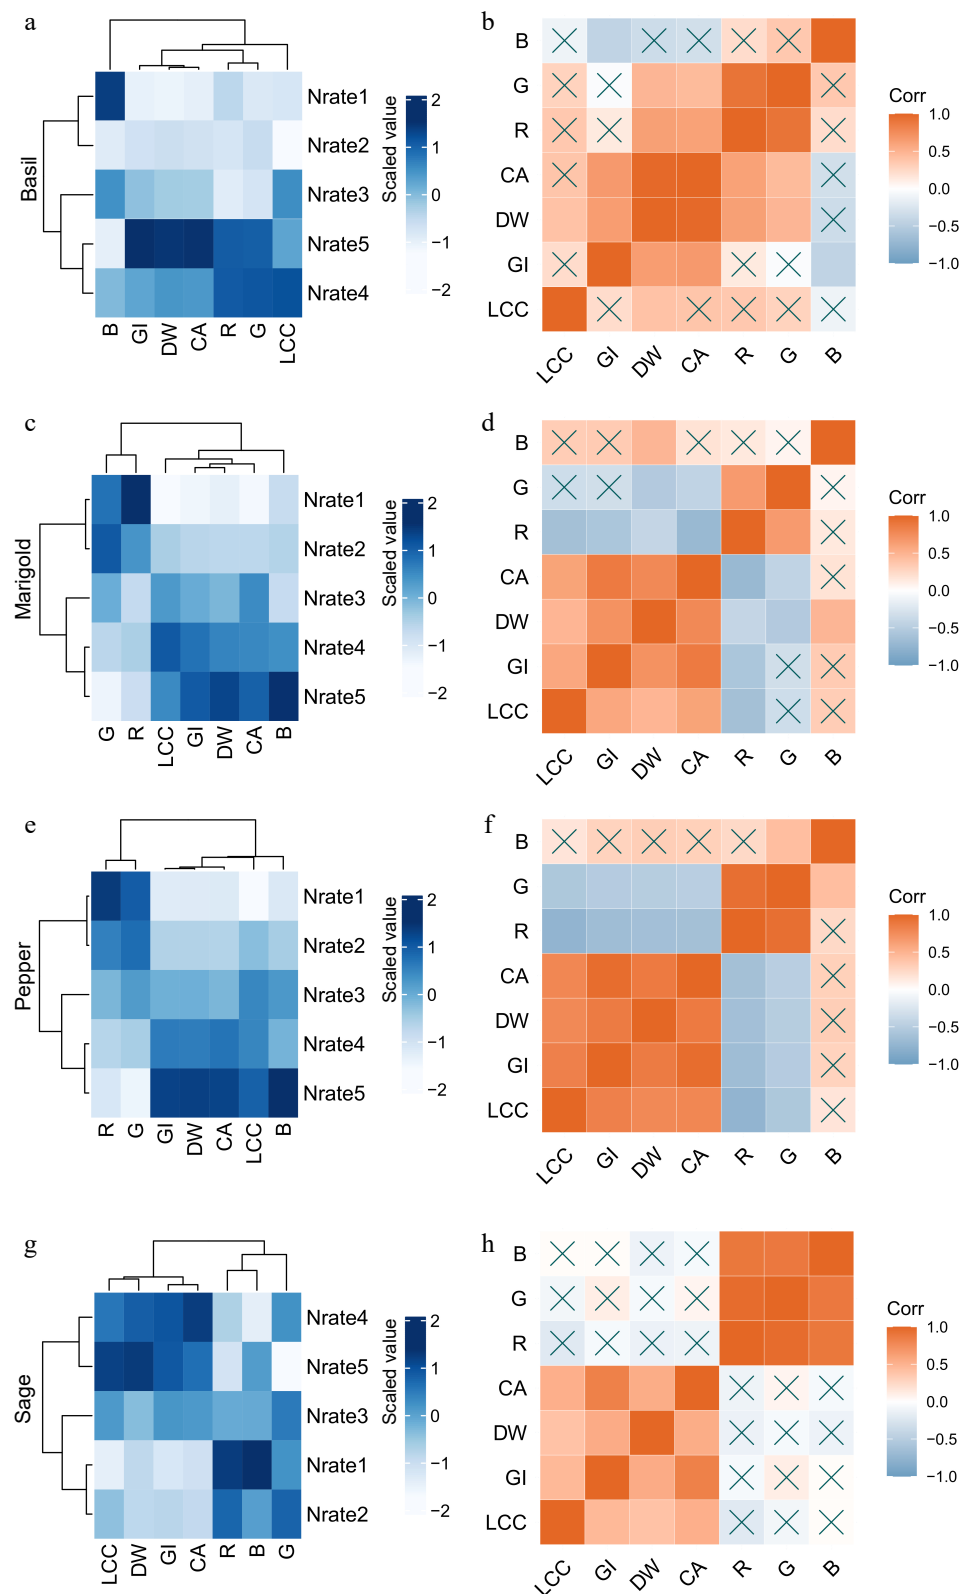 a
Basil
Nrate1
Nrate2
Nrate3
Nrate5
Nrate4
B GI DW CA R G LCC
Scaled value
2
1
0
−1
−2
b
B
G
R
CA
DW
GI
LCC
LCC GI DW CA R G B
Corr
1.0
0.5
0.0
−0.5
−1.0
c
Marigold
Nrate1
Nrate2
Nrate3
Nrate4
Nrate5
G R LCC GI DW CA B
Scaled value
2
1
0
−1
−2
d
B
G
R
CA
DW
GI
LCC
LCC GI DW CA R G B
Corr
1.0
0.5
0.0
−0.5
−1.0
e
Pepper
Nrate1
Nrate2
Nrate3
Nrate4
Nrate5
R G GI DW CA LCC B
Scaled value
2
1
0
−1
−2
f
B
G
R
CA
DW
GI
LCC
LCC GI DW CA R G B
Corr
1.0
0.5
0.0
−0.5
−1.0
g
Sage
Nrate4
Nrate5
Nrate3
Nrate1
Nrate2
LCC DW GI CA R B G
Scaled value
2
1
0
−1
−2
h
B
G
R
CA
DW
GI
LCC
LCC GI DW CA R G B
Corr
1.0
0.5
0.0
−0.5
−1.0